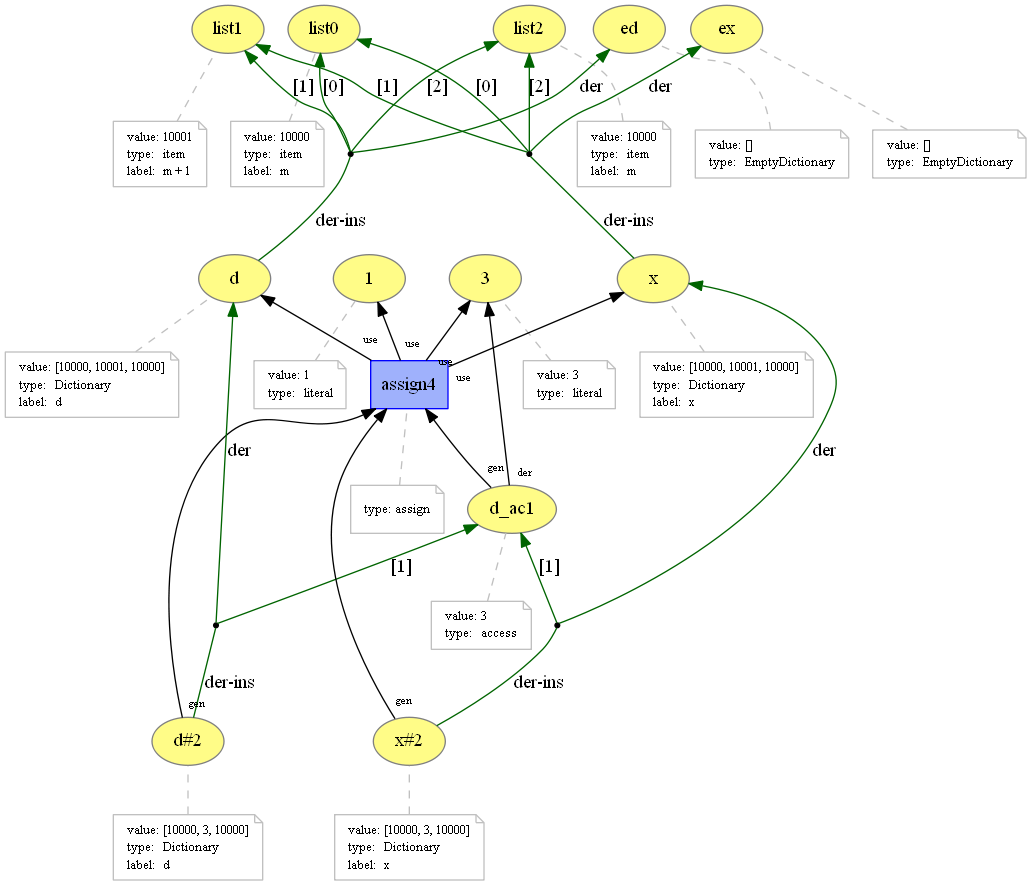 list1
list0
list2
ed
ex
[1]
[0]
[1]
[2]
[0]
[2]
der
der
value: 10001
type: item
label: m + 1
value: 10000
type: item
label: m
value: 10000
type: item
label: m
value: []
type: EmptyDictionary
value: []
type: EmptyDictionary
der-ins
der-ins
d
1
3
x
use
use
use
use
value: [10000, 10001, 10000]
type: Dictionary
label: d
value: 1
type: literal
assign4
value: 3
type: literal
value: [10000, 10001, 10000]
type: Dictionary
label: x
der
der
gen
der
type: assign
d_ac1
[1]
[1]
value: 3
type: access
der-ins
der-ins
gen
gen
d#2
x#2
value: [10000, 3, 10000]
type: Dictionary
label: d
value: [10000, 3, 10000]
type: Dictionary
label: x